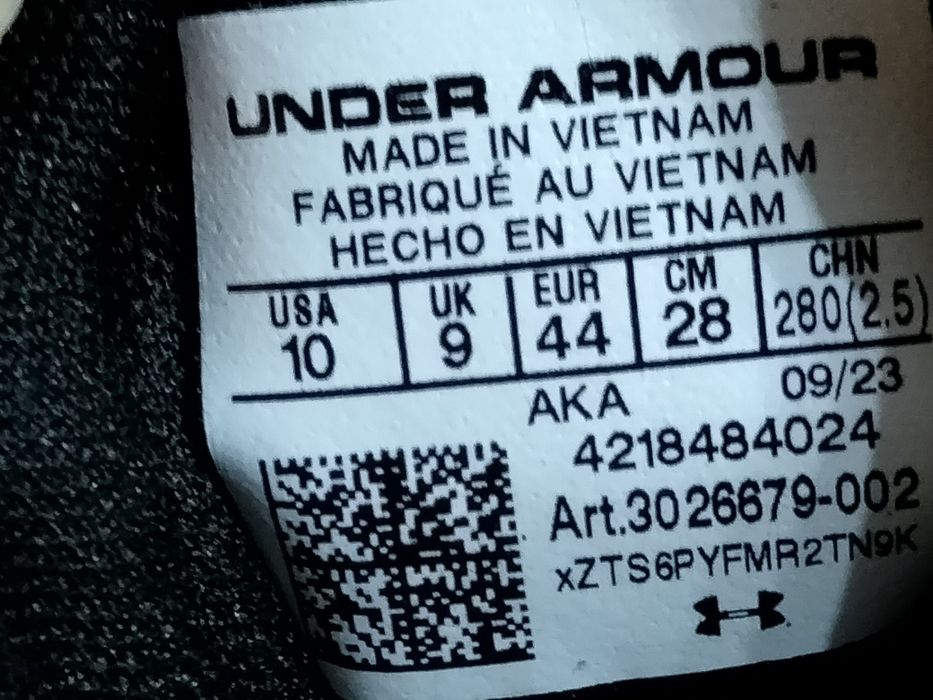 UNDER ARMOUR
MADE IN VIETNAM
FABRIQUÉ AU VIETNAM
HECHO EN VIETNAM
USA UK EUR CM CHN
10 9 44 28 280(2.5)
AKA 09/23
4218484024
Art.3026679-002
xZTS6PYFMR2TN9K